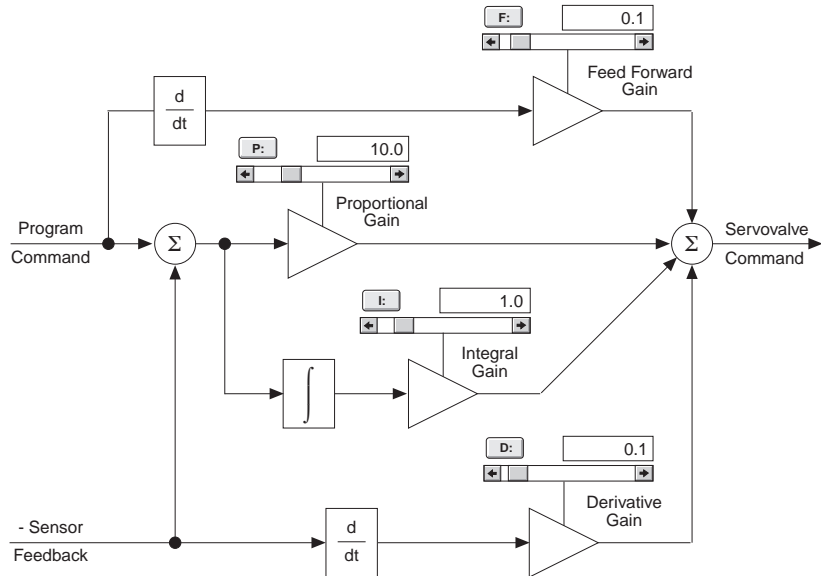 F:
0.1
Feed Forward
Gain
d
dt
P:
10.0
Proportional
Gain
Program
Command
Σ
Σ
Servovalve
Command
I:
1.0
Integral
Gain
∫
D:
0.1
Derivative
Gain
- Sensor
Feedback
d
dt